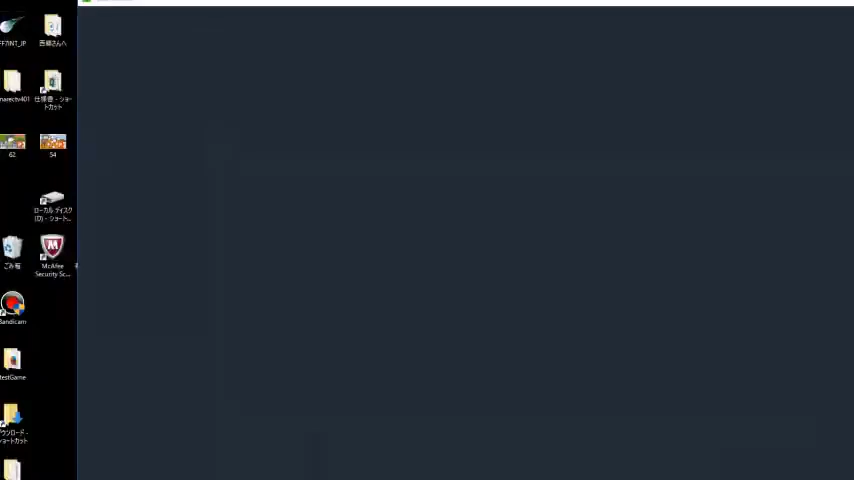 FF7INT_JP
西頭さんへ
marectv401
仕様書 - ショー
トカット
62
54
ローカル ディスク
(D) - ショート...
ごみ箱
McAfee
Security Sc...
Bandicam
testGame
ダウンロード -
ショートカット